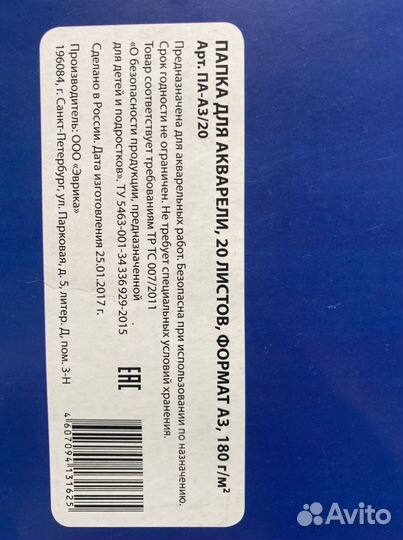 ПАПКА ДЛЯ АКВАРЕЛИ, 20 ЛИСТОВ, ФОРМАТ А3, 180 г/м²
Арт. ПА-А3/20
Предназначена для акварельных работ. Безопасна при использовании по назначению.
Срок годности не ограничен. Не требует специальных условий хранения.
Товар соответствует требованиям ТР ТС 007/2011
«О безопасности продукции, предназначенной
для детей и подростков». ТУ 5463-001-34336929-2015
Сделано в России. Дата изготовления 25.01.2017 г.
Производитель: ООО «Эврика»
196084, г. Санкт-Петербург, ул. Парковая, д. 5, литер. Д, пом. 3-Н
ЕАС
4607094131625
Avito